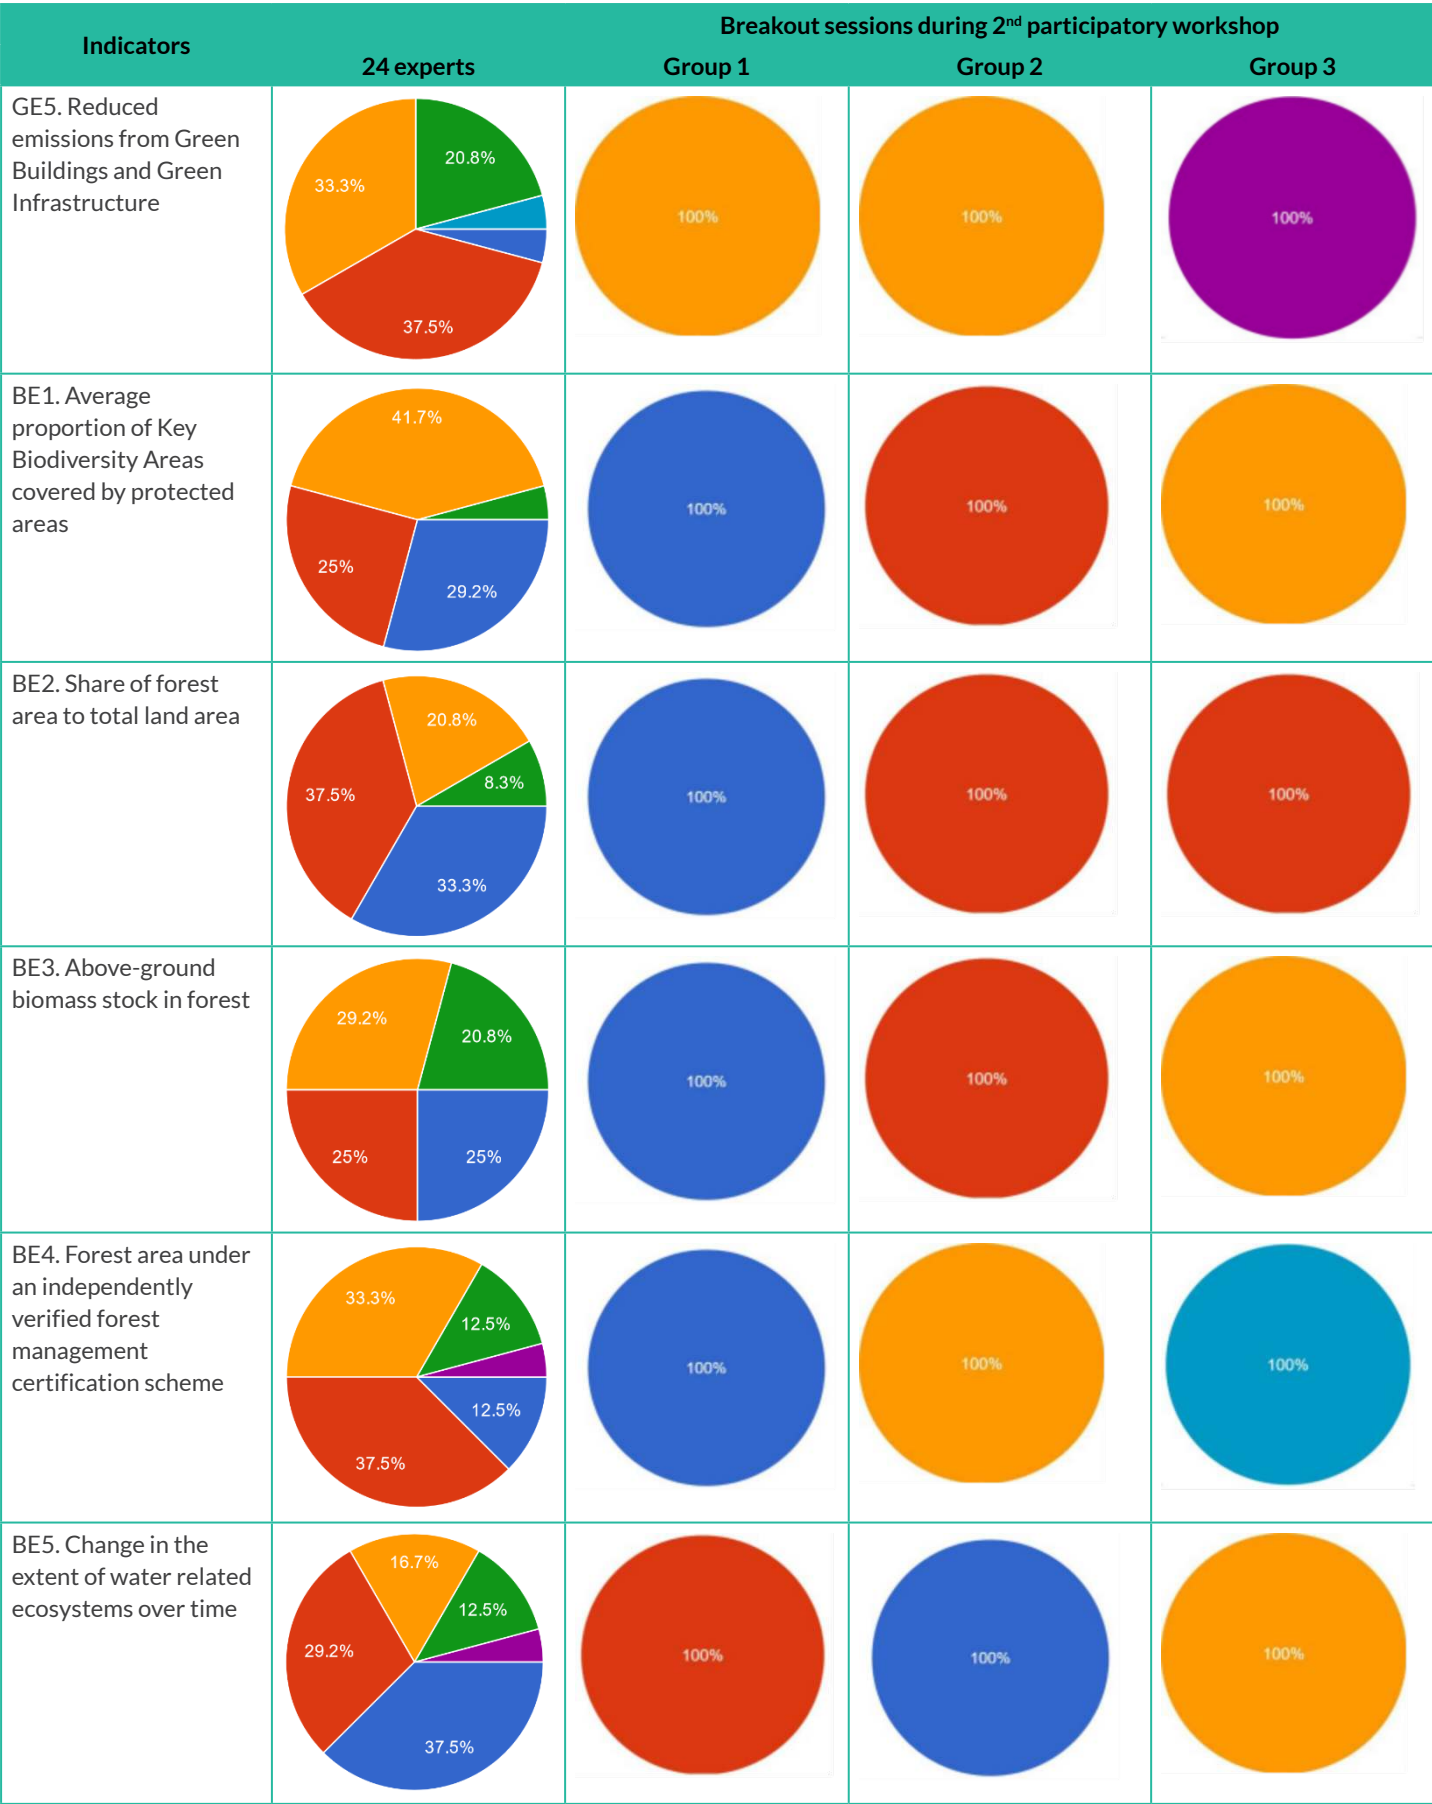 Indicators
Breakout sessions during 2nd participatory workshop
24 experts
Group 1
Group 2
Group 3
GE5. Reduced
emissions from Green
Buildings and Green
Infrastructure
20.8%
33.3%
37.5%
100%
100%
100%
BE1. Average
proportion of Key
Biodiversity Areas
covered by protected
areas
41.7%
25%
29.2%
100%
100%
100%
BE2. Share of forest
area to total land area
20.8%
8.3%
37.5%
33.3%
100%
100%
100%
BE3. Above-ground
biomass stock in forest
29.2%
20.8%
25%
25%
100%
100%
100%
BE4. Forest area under
an independently
verified forest
management
certification scheme
33.3%
12.5%
12.5%
37.5%
100%
100%
100%
BE5. Change in the
extent of water related
ecosystems over time
16.7%
12.5%
29.2%
37.5%
100%
100%
100%